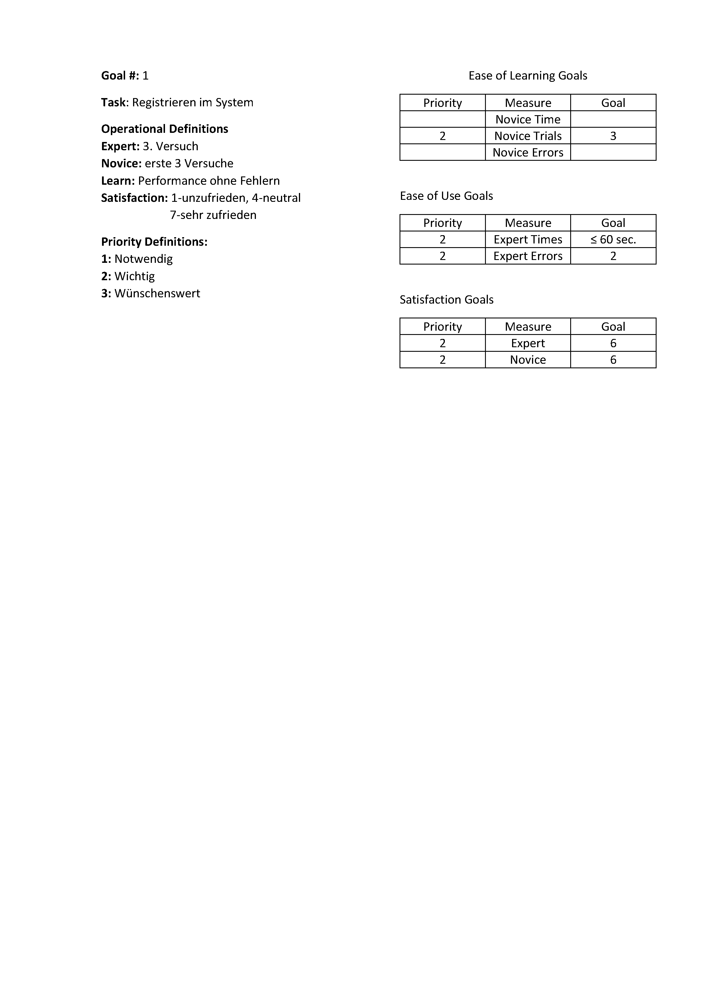 Goal #: 1
Task: Registrieren im System
Operational Definitions
Expert: 3. Versuch
Novice: erste 3 Versuche
Learn: Performance ohne Fehlern
Satisfaction: 1-unzufrieden, 4-neutral
7-sehr zufrieden
Priority Definitions:
1: Notwendig
2: Wichtig
3: Wünschenswert
Ease of Learning Goals
Priority Measure Goal
Novice Time
2 Novice Trials 3
Novice Errors
Ease of Use Goals
Priority Measure Goal
2 Expert Times ≤ 60 sec.
2 Expert Errors 2
Satisfaction Goals
Priority Measure Goal
2 Expert 6
2 Novice 6